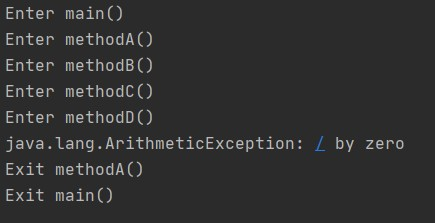 Enter main()
Enter methodA()
Enter methodB()
Enter methodC()
Enter methodD()
java.lang.ArithmeticException: / by zero
Exit methodA()
Exit main()